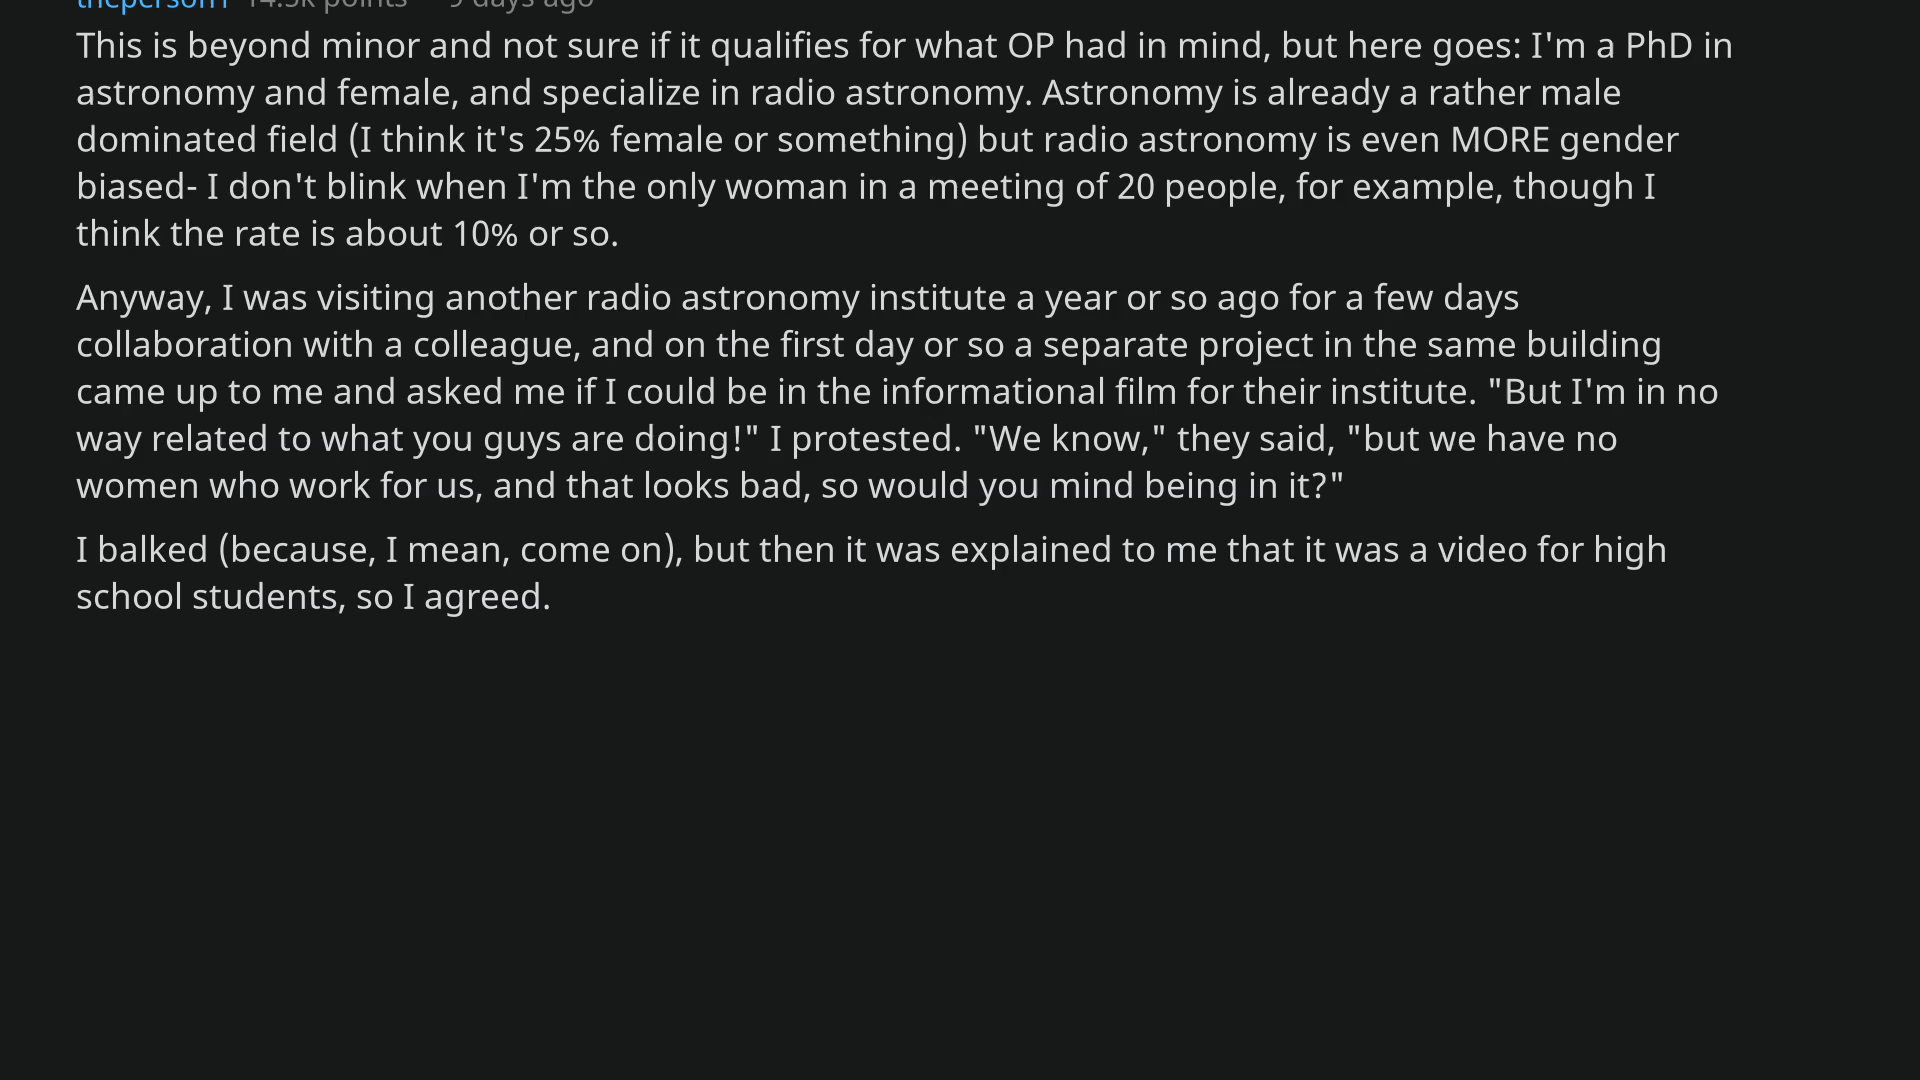 theperson1 14.5k points 9 days ago
This is beyond minor and not sure if it qualifies for what OP had in mind, but here goes: I'm a PhD in
astronomy and female, and specialize in radio astronomy. Astronomy is already a rather male
dominated field (I think it's 25% female or something) but radio astronomy is even MORE gender
biased- I don't blink when I'm the only woman in a meeting of 20 people, for example, though I
think the rate is about 10% or so.
Anyway, I was visiting another radio astronomy institute a year or so ago for a few days
collaboration with a colleague, and on the first day or so a separate project in the same building
came up to me and asked me if I could be in the informational film for their institute. "But I'm in no
way related to what you guys are doing!" I protested. "We know," they said, "but we have no
women who work for us, and that looks bad, so would you mind being in it?"
I balked (because, I mean, come on), but then it was explained to me that it was a video for high
school students, so I agreed.